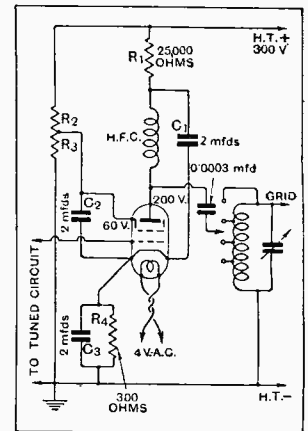 H.T.+
300 V.
R1
25,000
OHMS
H.F.C.
C1
2 mfds
R2
R3
0.0003 mfd
200 V.
60 V.
GRID
C2
2 mfds
TO TUNED CIRCUIT
4 V.A.C.
R4
C3
2 mfds
300
OHMS
H.T.-